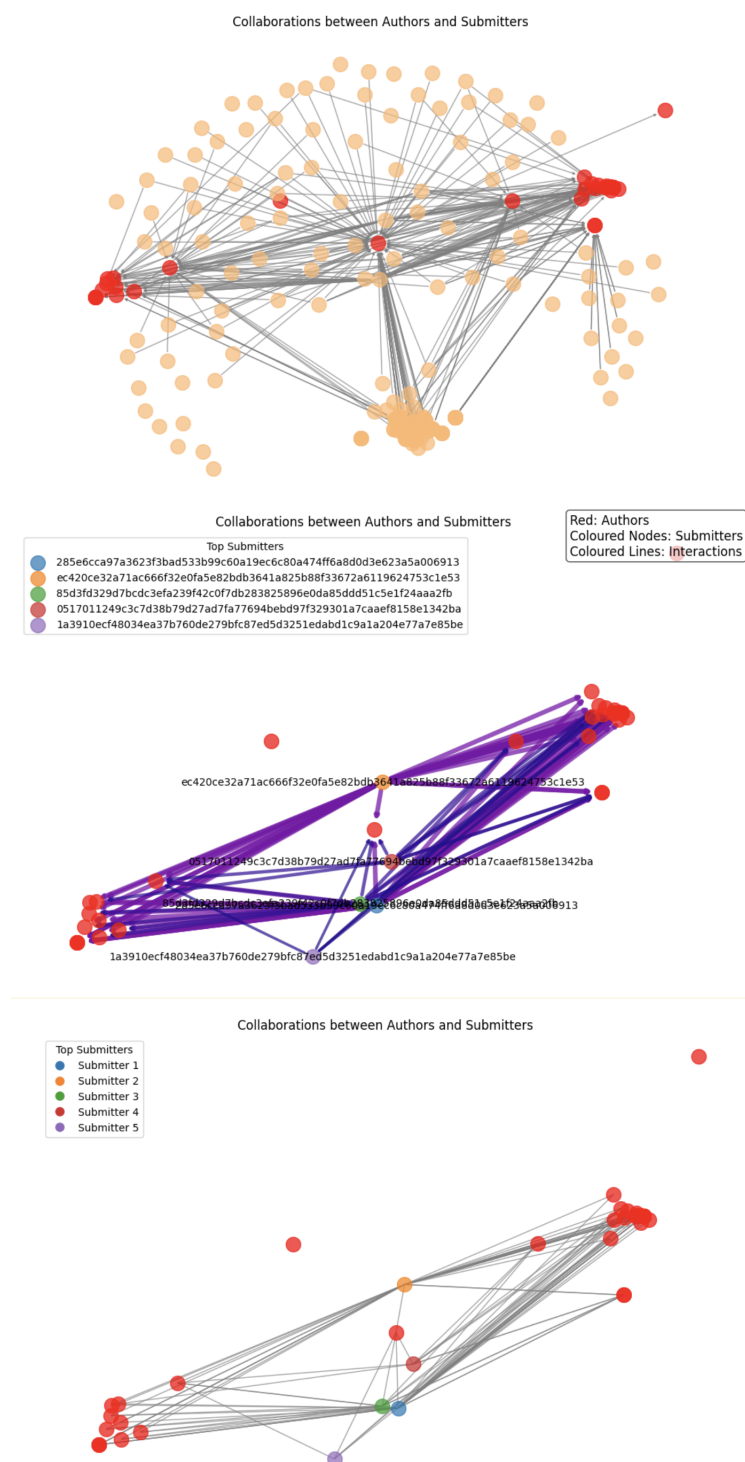 Collaborations between Authors and Submitters
Collaborations between Authors and Submitters
Red: Authors
Coloured Nodes: Submitters
Coloured Lines: Interactions
Top Submitters
285e6cca97a3623f3bad533b99c60a19ec6c80a474ff6a8d0d3e623a5a006913
ec420ce32a71ac666f32e0fa5e82bdb3641a825b88f33672a6119624753c1e53
85d3fd329d7bcdc3efa239f42c0f7db283825896e0da85ddd51c5e1f24aaa2fb
0517011249c3c7d38b79d27ad7fa77694bebd97f329301a7caaef8158e1342ba
1a3910ecf48034ea37b760de279bfc87ed5d3251edabd1c9a1a204e77a7e85be
ec420ce32a71ac666f32e0fa5e82bdb3641a825b88f33672a6119624753c1e53
0517011249c3c7d38b79d27ad7fa77694bebd97f329301a7caaef8158e1342ba
1a3910ecf48034ea37b760de279bfc87ed5d3251edabd1c9a1a204e77a7e85be
Collaborations between Authors and Submitters
Top Submitters
Submitter 1
Submitter 2
Submitter 3
Submitter 4
Submitter 5